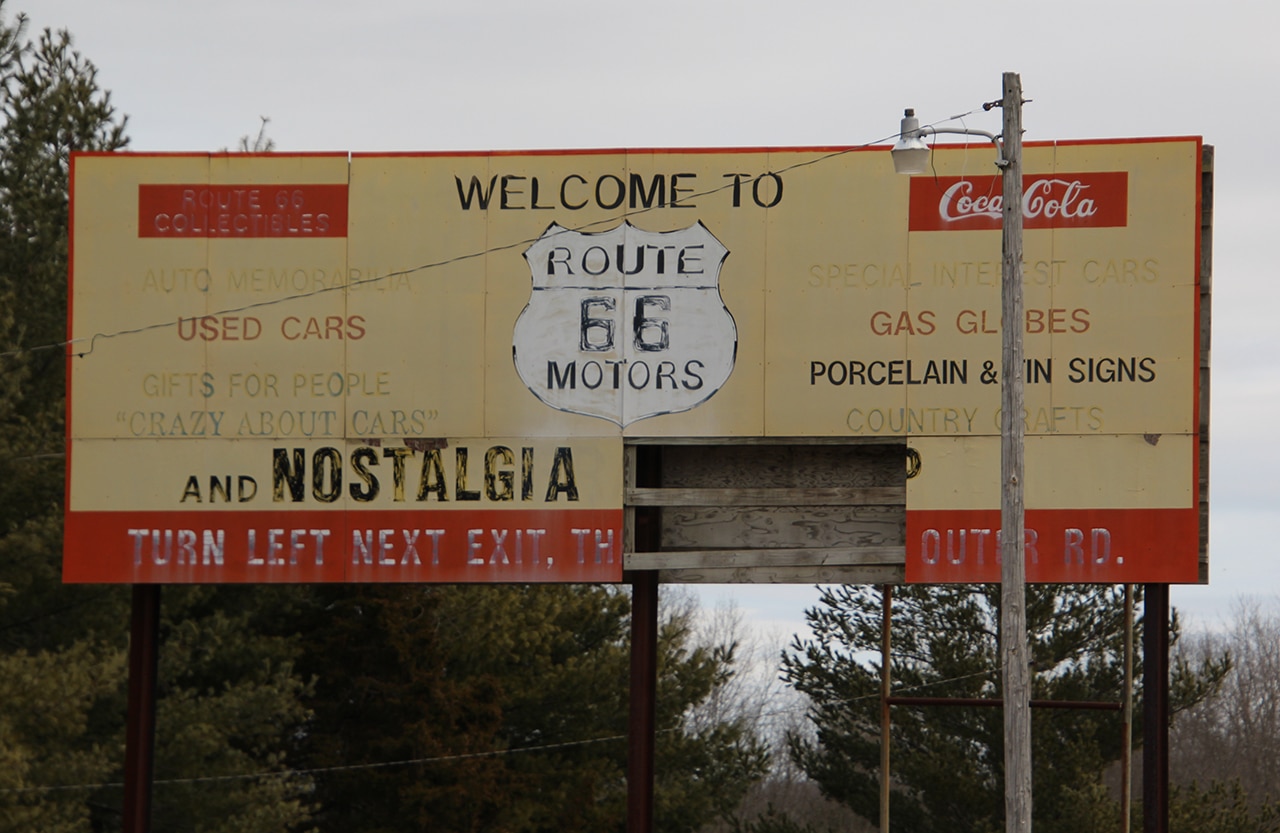 WELCOME TO
ROUTE
66
MOTORS
ROUTE 66
COLLECTIBLES
AUTO MEMORABILIA
USED CARS
GIFTS FOR PEOPLE
"CRAZY ABOUT CARS"
Coca-Cola
SPECIAL INTEREST CARS
GAS GLOBES
PORCELAIN & TIN SIGNS
COUNTRY CRAFTS
AND NOSTALGIA P
TURN LEFT NEXT EXIT, TH OUTER RD.